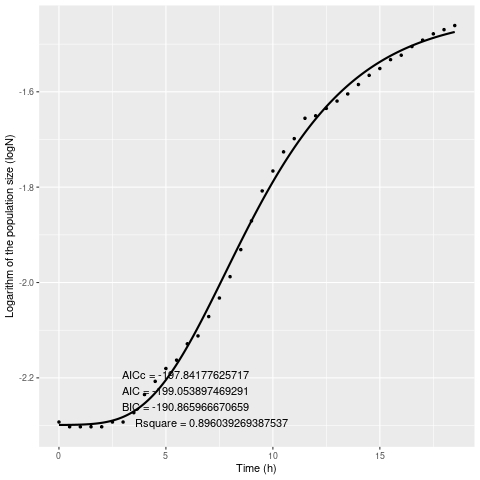 -1.6
-1.8
-2.0
-2.2
Logarithm of the population size (logN)
AICc = -197.84177625717
AIC = -199.053897469291
BIC = -190.865966670659
Rsquare = 0.896039269387537
0
5
10
15
Time (h)